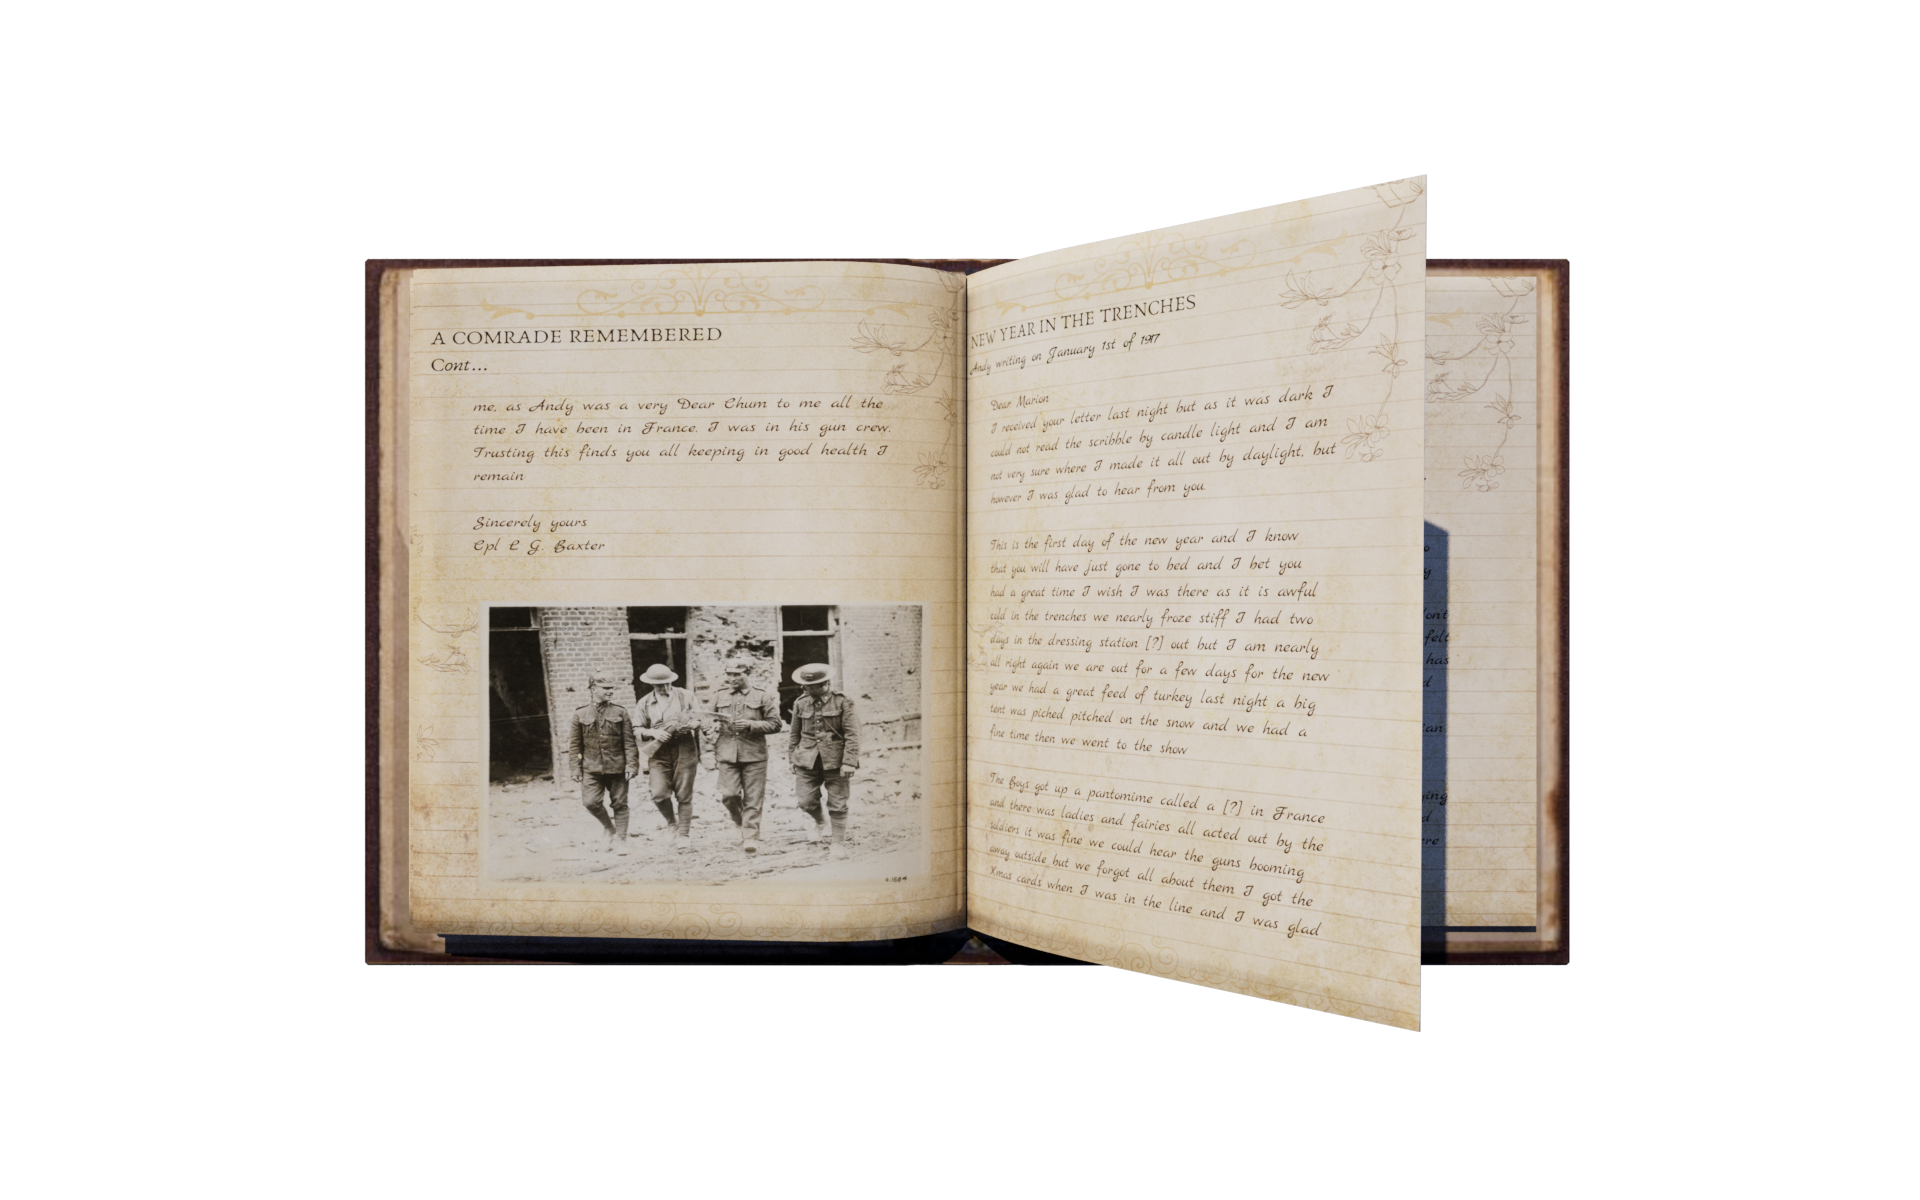 A COMRADE REMEMBERED
Cont...
me, as Andy was a very Dear Chum to me all the
time I have been in France. I was in his gun crew.
Trusting this finds you all keeping in good health I
remain
Sincerely yours
Cpl C G. Baxter
NEW YEAR IN THE TRENCHES
Andy writing on January 1st of 1917
Dear Marion
I received your letter last night but as it was dark I
could not read the scribble by candle light and I am
not very sure where I made it all out by daylight, but
however I was glad to hear from you.
This is the first day of the new year and I know
that you will have just gone to bed and I bet you
had a great time I wish I was there as it is awful
cold in the trenches we nearly froze stiff I had two
days in the dressing station [?] out but I am nearly
all right again we are out for a few days for the new
year we had a great feed of turkey last night a big
tent was piched pitched on the snow and we had a
fine time then we went to the show
The Boys got up a pantomime called a [?] in France
and there was ladies and fairies all acted out by the
soldiers it was fine we could hear the guns booming
away outside but we forgot all about them I got the
Xmas cards when I was in the line and I was glad
felt
has